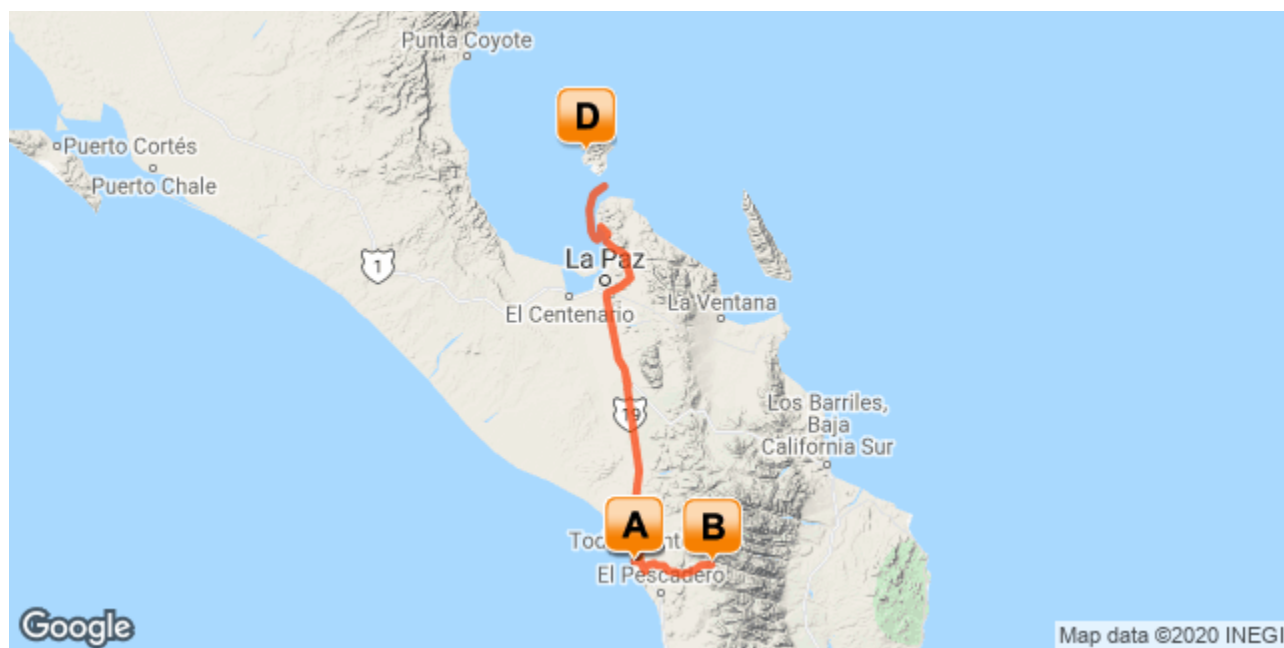 Punta Coyote
D
Puerto Cortés
Puerto Chale
1
La Paz
El Centenario
La Ventana
19
Los Barriles,
Baja
California Sur
A
B
El Pescadero
Google
Map data ©2020 INEGI